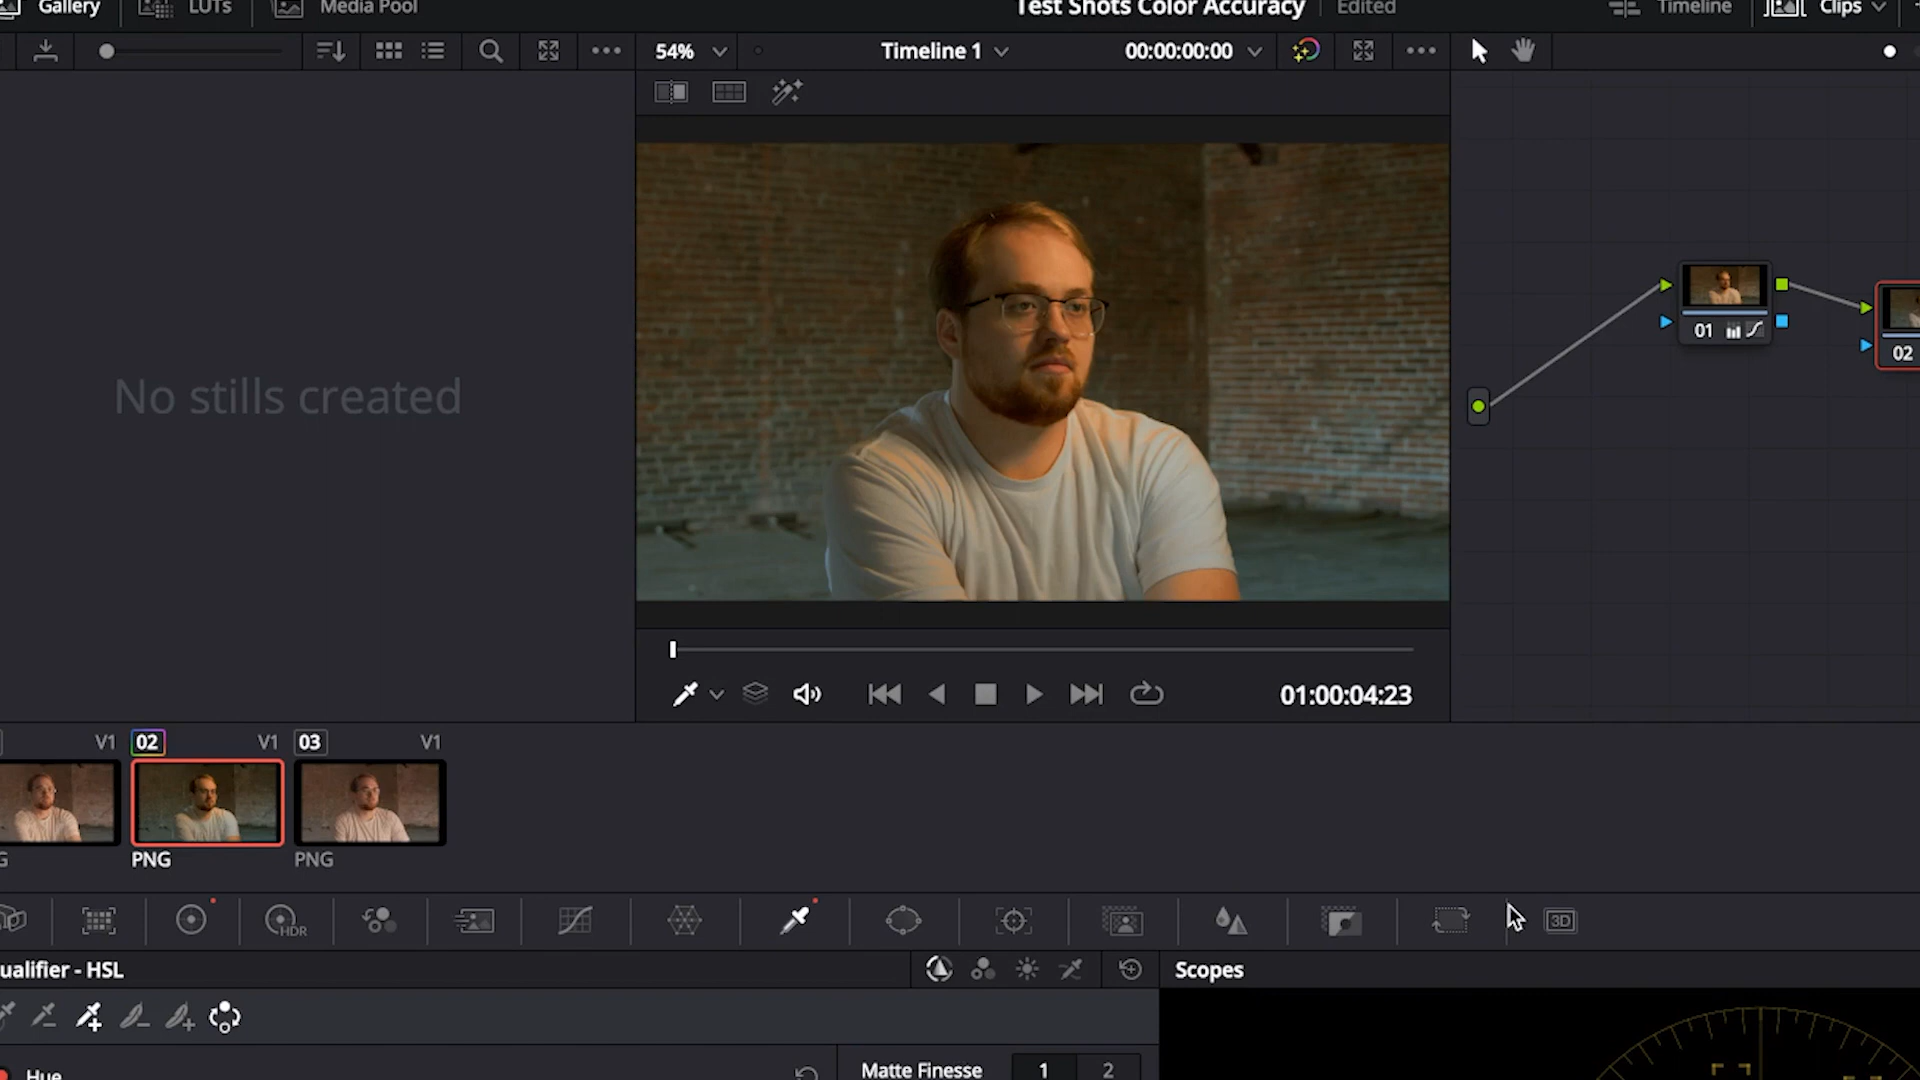 Gallery
LUTs
Media Pool
Test Shots Color Accuracy
Edited
Timeline
Clips
54%
Timeline 1
00:00:00:00
No stills created
01
02
01:00:04:23
V1
02
V1
03
V1
PNG
PNG
HDR
3D
ualifier - HSL
Scopes
Hue
Matte Finesse
1
2